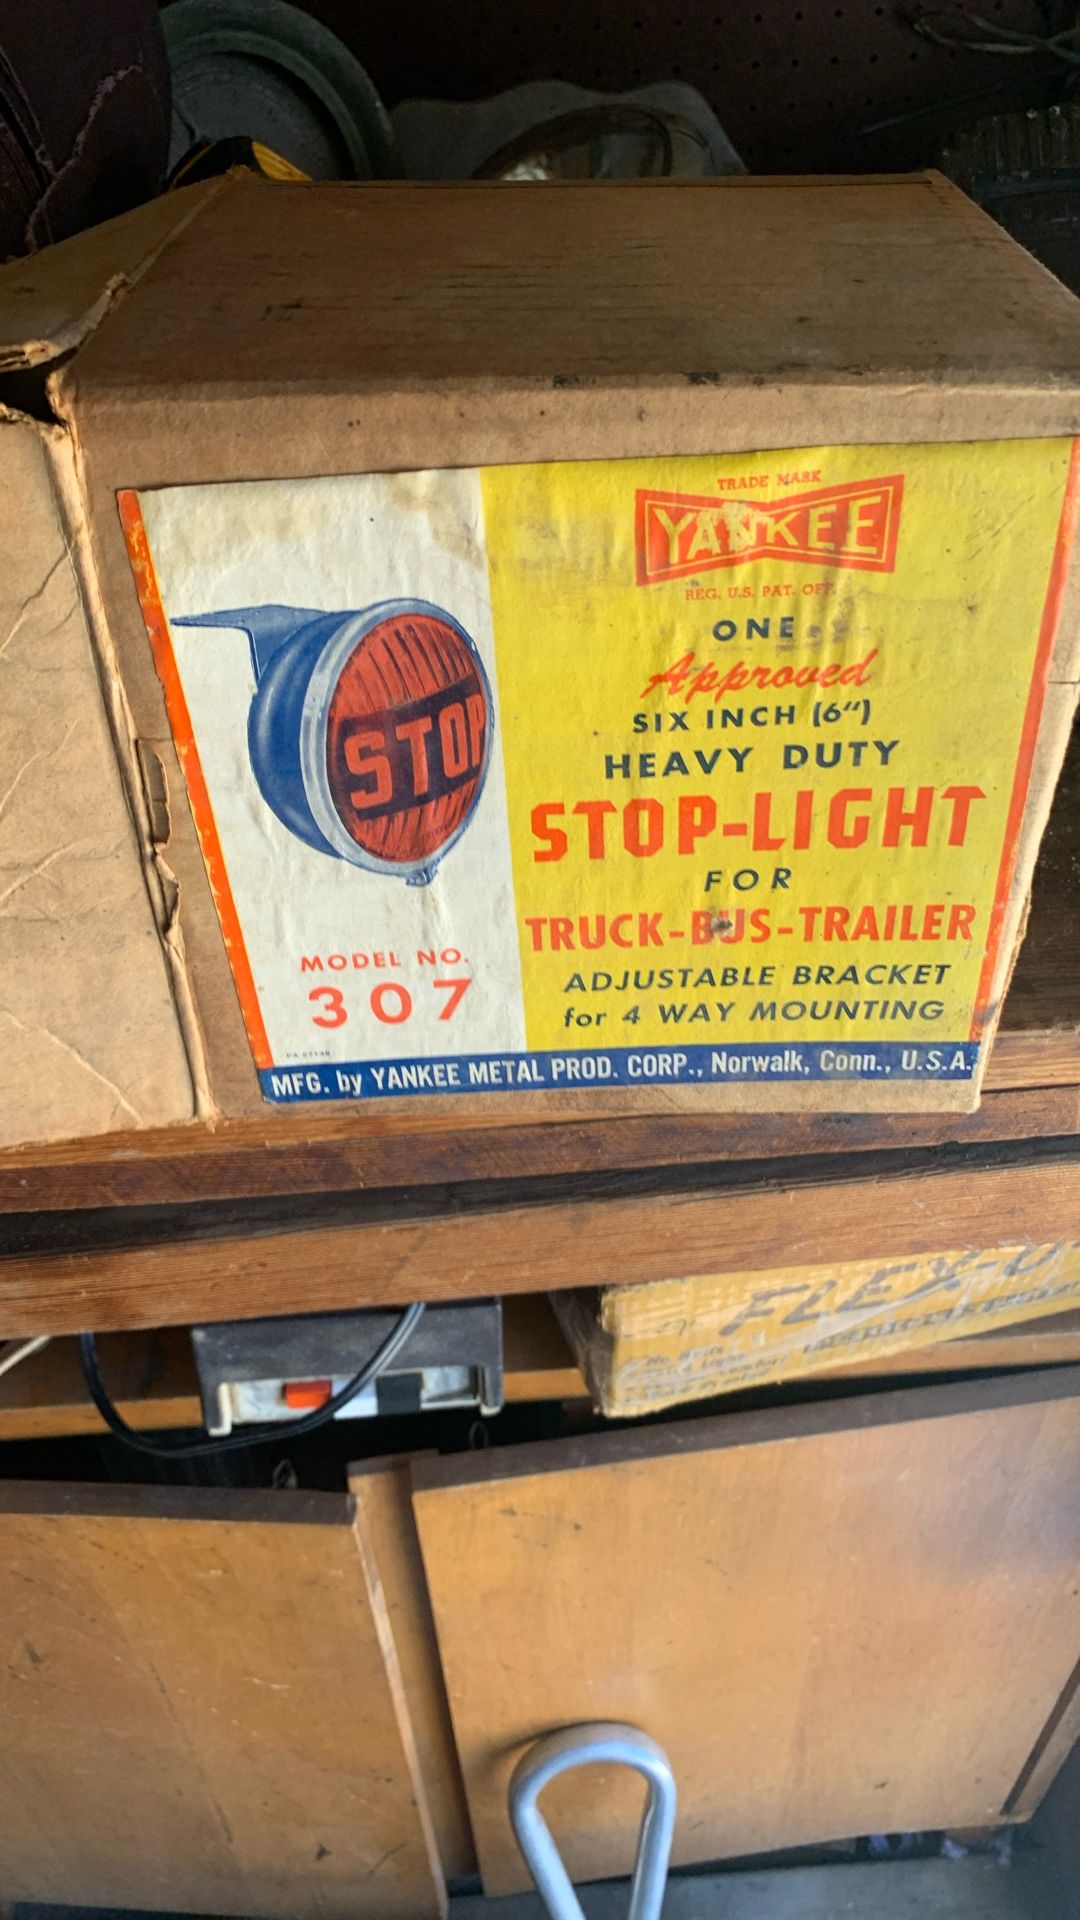 TRADE MARK
YANKEE
REG. U.S. PAT. OFF.
ONE
Approved
SIX INCH (6")
HEAVY DUTY
STOP-LIGHT
FOR
TRUCK-BUS-TRAILER
ADJUSTABLE BRACKET
for 4 WAY MOUNTING
STOP
MODEL NO.
307
MFG. by YANKEE METAL PROD. CORP., Norwalk, Conn., U.S.A.
FLEX-